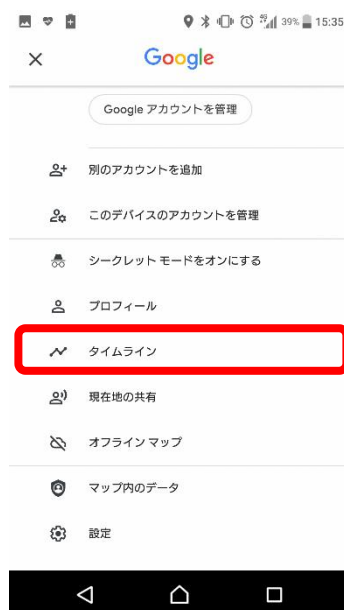 39% 15:35
Google
Google アカウントを管理
別のアカウントを追加
このデバイスのアカウントを管理
シークレット モードをオンにする
プロフィール
タイムライン
現在地の共有
オフライン マップ
マップ内のデータ
設定